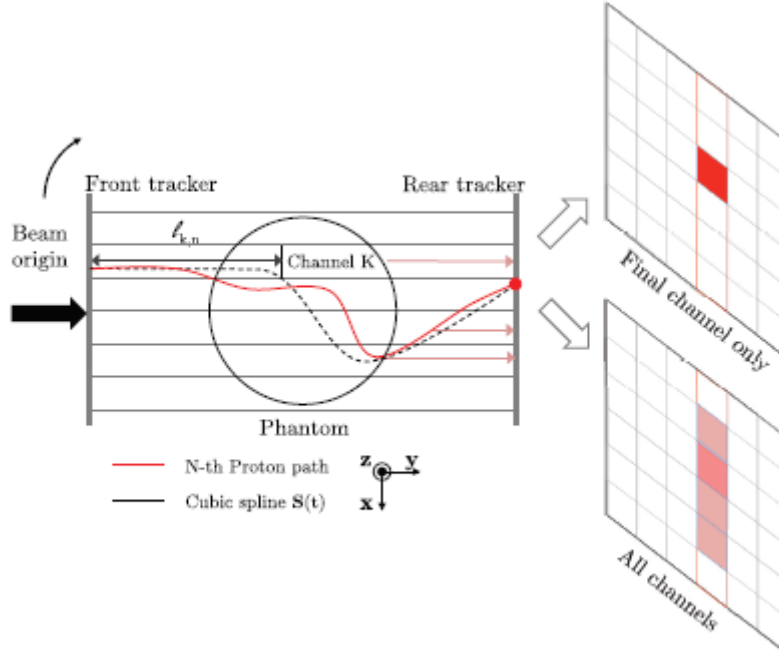 Front tracker
Rear tracker
Beam
origin
ℓk,n
Channel K
Phantom
N-th Proton path
Cubic spline S(t)
z
y
x
Final channel only
All channels